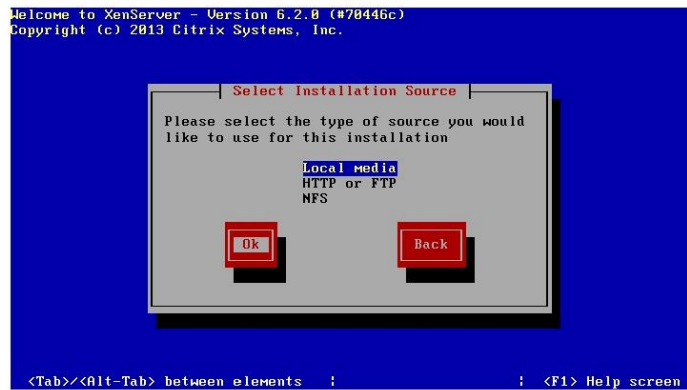 Welcome to XenServer - Version 6.2.0 (#70446c)
Copyright (c) 2013 Citrix Systems, Inc.
Select Installation Source
Please select the type of source you would
like to use for this installation
Local media
HTTP or FTP
NFS
Ok
Back
<Tab>/<Alt-Tab> between elements | | <F1> Help screen